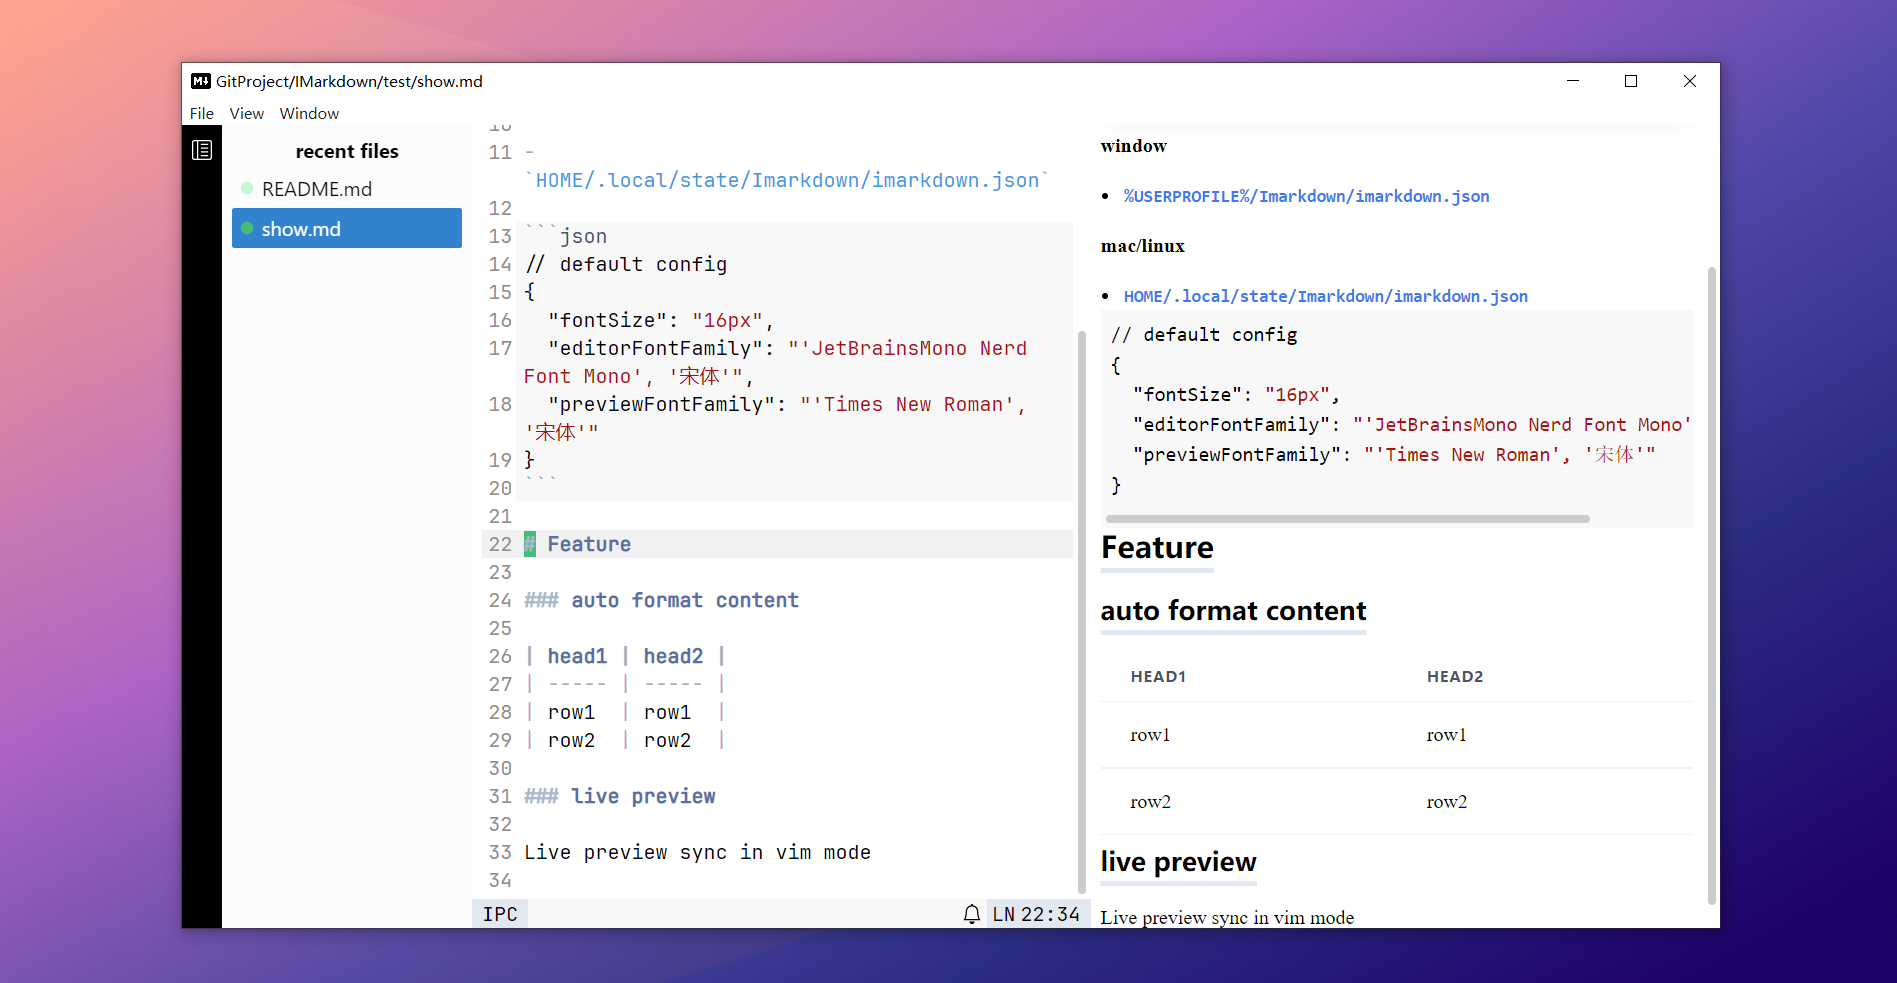 GitProject/IMarkdown/test/show.md
File View Window
recent files
README.md
show.md
10
11 -
`HOME/.local/state/Imarkdown/imarkdown.json`
12
13 ```json
14 // default config
15 {
16   "fontSize": "16px",
17   "editorFontFamily": "'JetBrainsMono Nerd
Font Mono', '宋体'",
18   "previewFontFamily": "'Times New Roman',
'宋体'"
19 }
20 ```
21
22 # Feature
23
24 ### auto format content
25
26 | head1 | head2 |
27 | ----- | ----- |
28 | row1  | row1  |
29 | row2  | row2  |
30
31 ### live preview
32
33 Live preview sync in vim mode
34
IPC
LN 22:34
window
• %USERPROFILE%/Imarkdown/imarkdown.json
mac/linux
• HOME/.local/state/Imarkdown/imarkdown.json
// default config
{
  "fontSize": "16px",
  "editorFontFamily": "'JetBrainsMono Nerd Font Mono'
  "previewFontFamily": "'Times New Roman', '宋体'"
}
Feature
auto format content
HEAD1 HEAD2
row1 row1
row2 row2
live preview
Live preview sync in vim mode